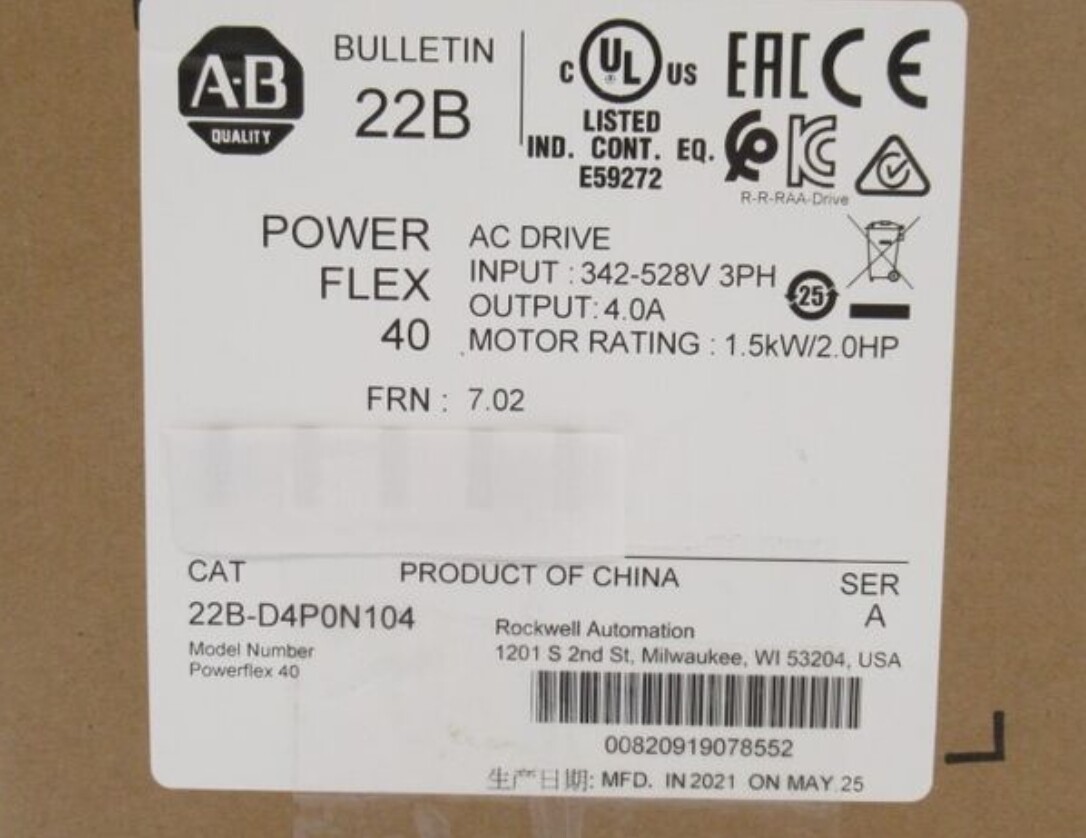 A-B
QUALITY
BULLETIN
22B
C UL US
LISTED
IND. CONT. EQ.
E59272
EAC CE
KC
R-R-RAA-Drive
POWER
FLEX
40
AC DRIVE
INPUT : 342-528V 3PH
OUTPUT: 4.0A
MOTOR RATING : 1.5kW/2.0HP
25
FRN : 7.02
CAT
22B-D4P0N104
Model Number
Powerflex 40
PRODUCT OF CHINA
SER
A
Rockwell Automation
1201 S 2nd St, Milwaukee, WI 53204, USA
00820919078552
生产日期: MFD. IN 2021 ON MAY 25